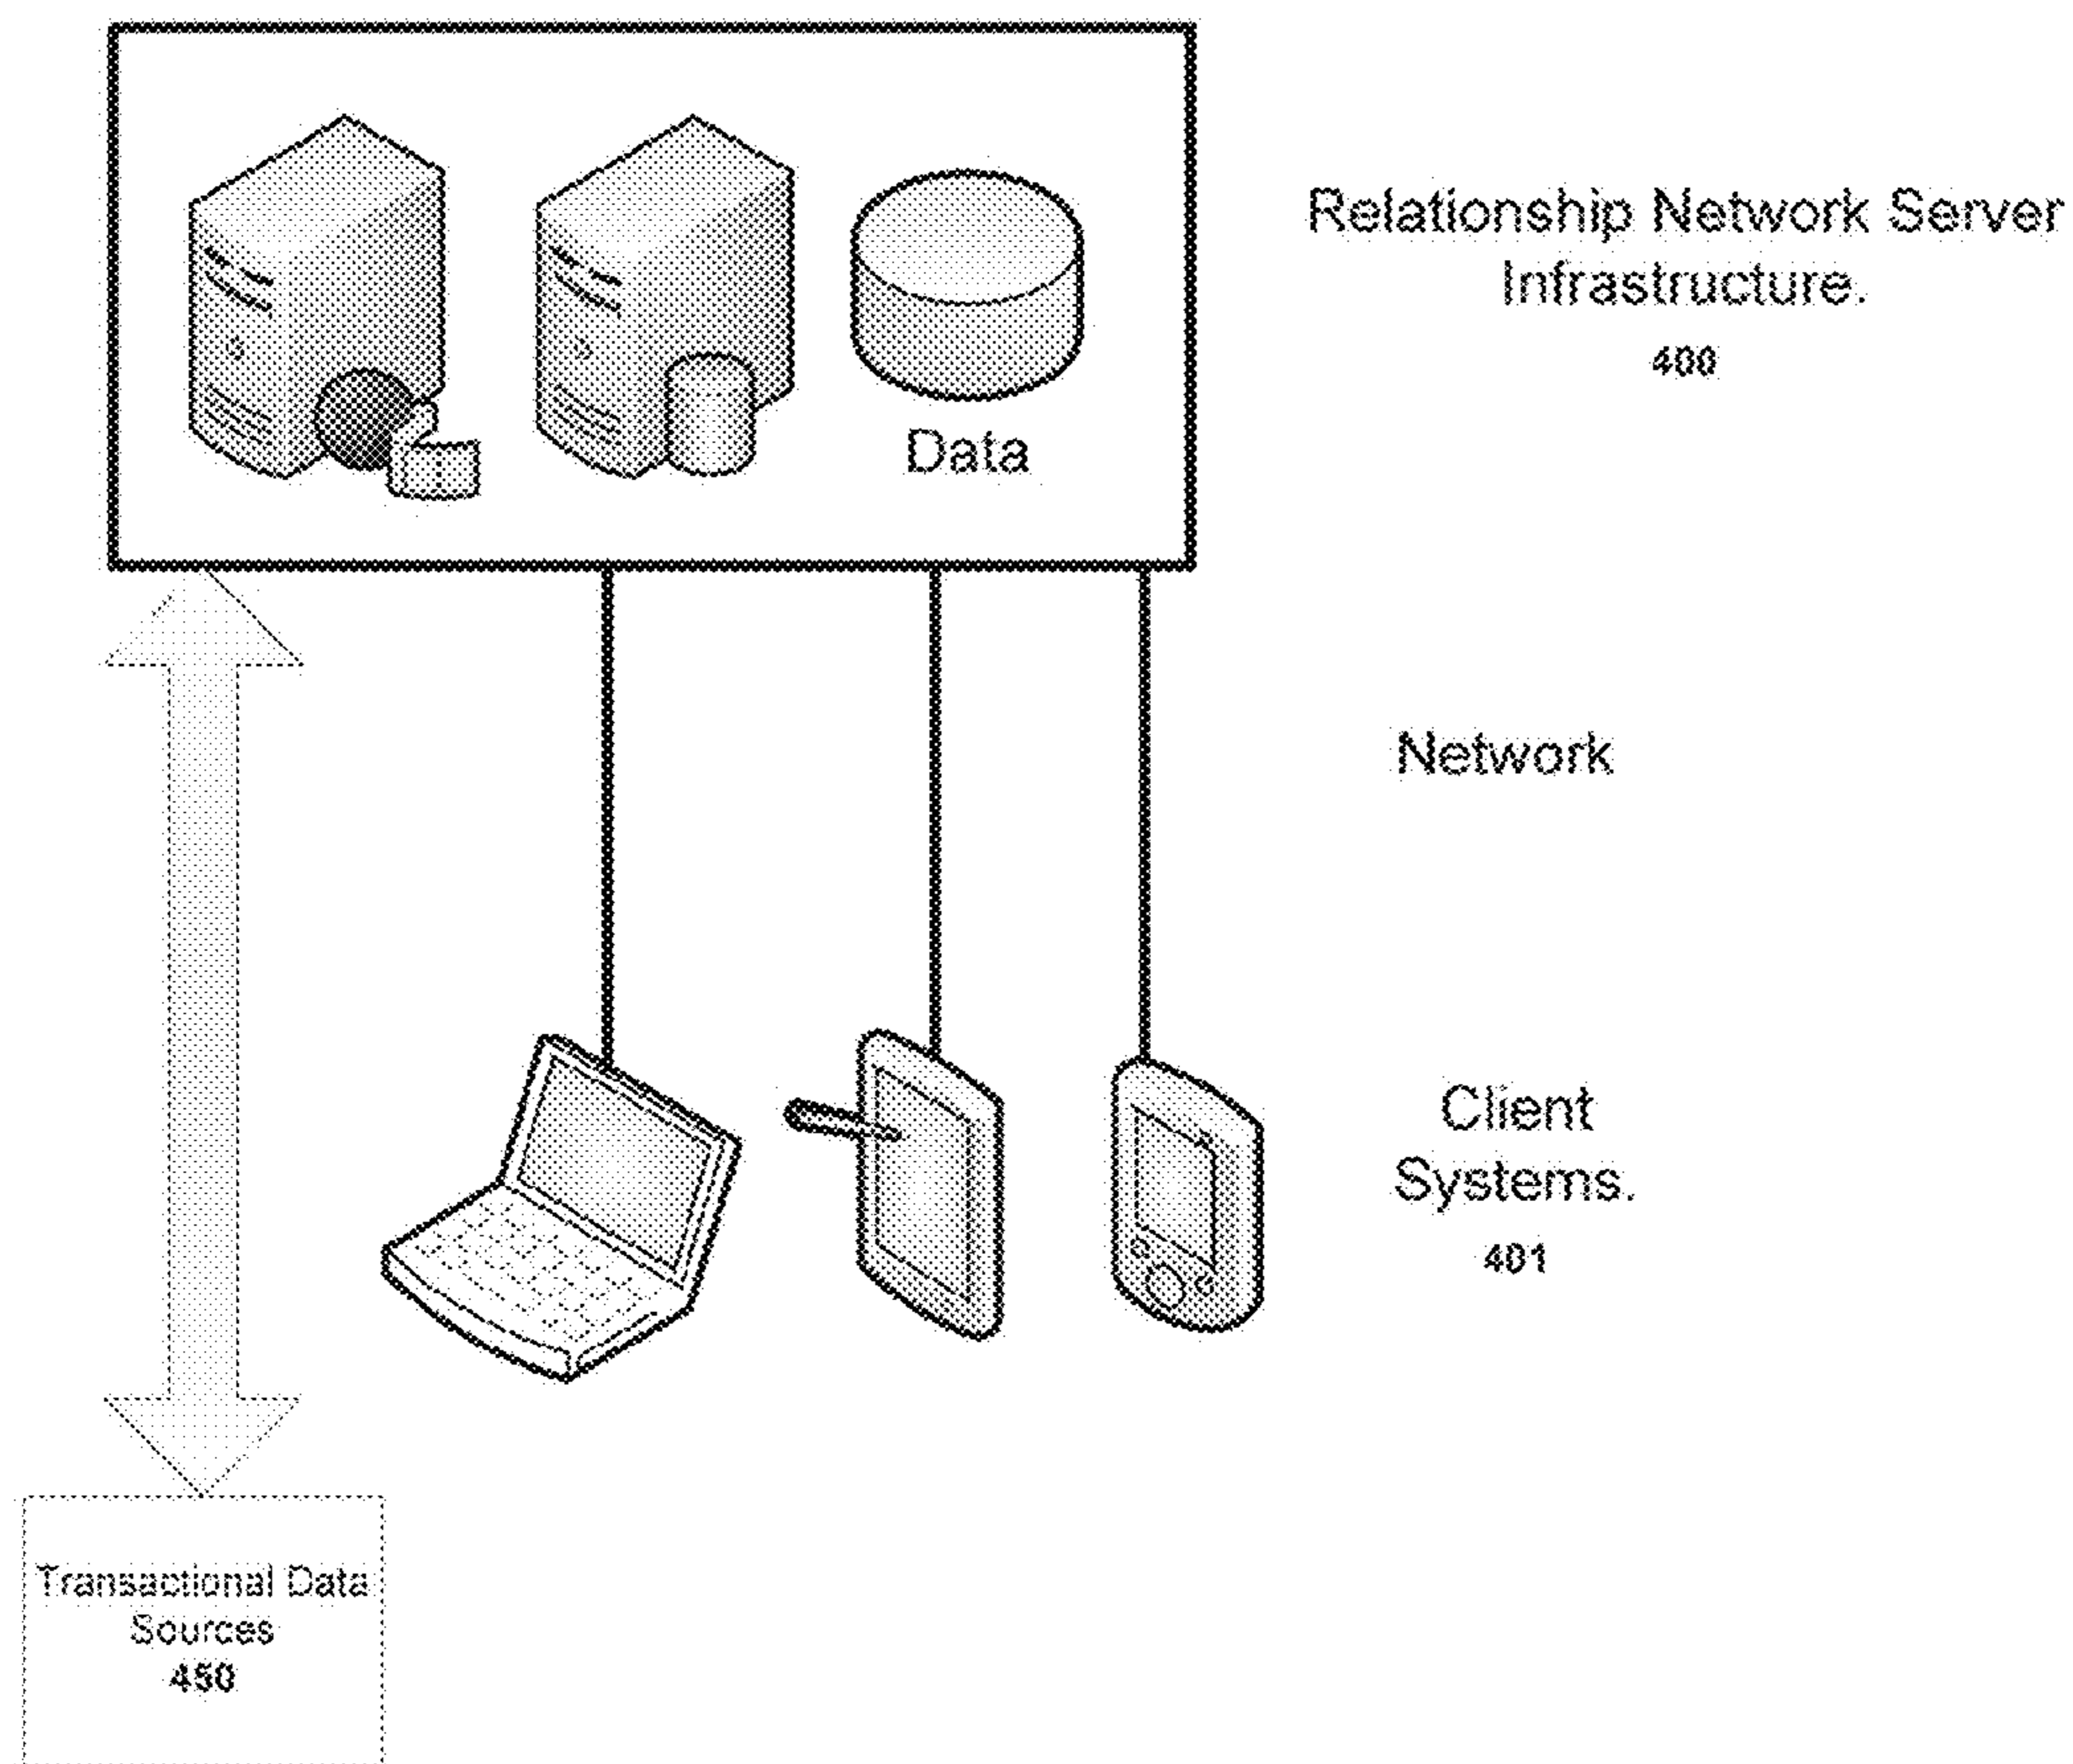 Relationship Network Server
Infrastructure.
400
Data
Network
Client
Systems.
401
Transactional Data
Sources
450